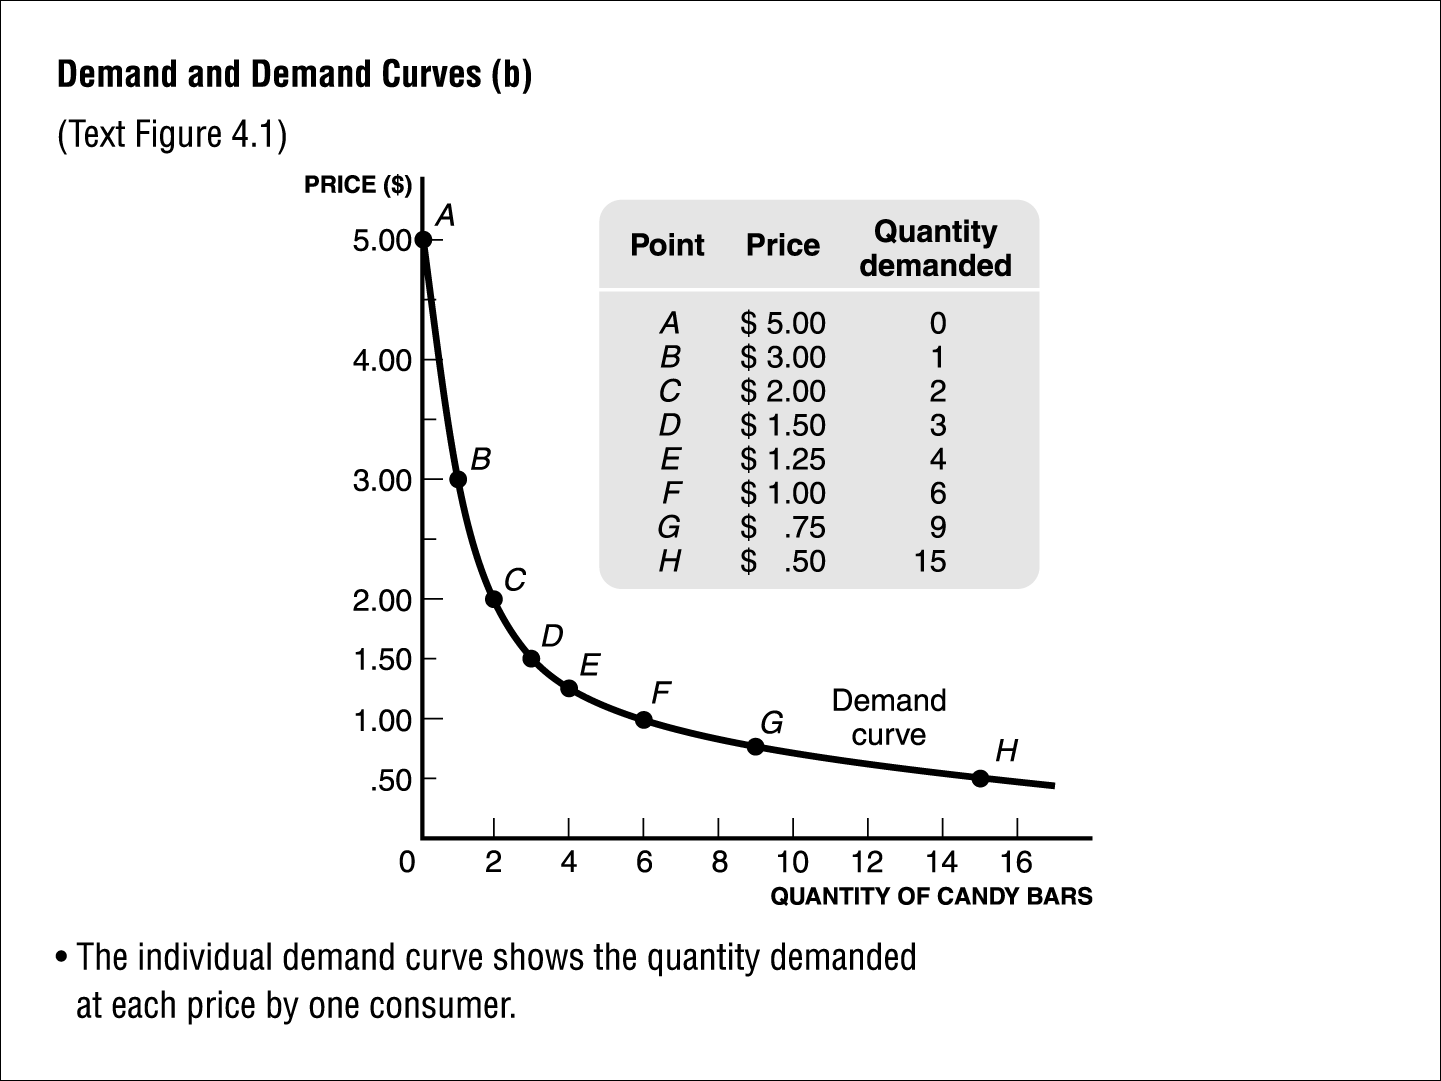 Demand and Demand Curves (b)
(Text Figure 4.1)
PRICE ($)
A
5.00
4.00
B
3.00
C
2.00
D
1.50
E
F
1.00
G
H
.50
Demand
curve
0 2 4 6 8 10 12 14 16
QUANTITY OF CANDY BARS
Point Price Quantity
demanded
A $ 5.00 0
B $ 3.00 1
C $ 2.00 2
D $ 1.50 3
E $ 1.25 4
F $ 1.00 6
G $ .75 9
H $ .50 15
• The individual demand curve shows the quantity demanded
at each price by one consumer.